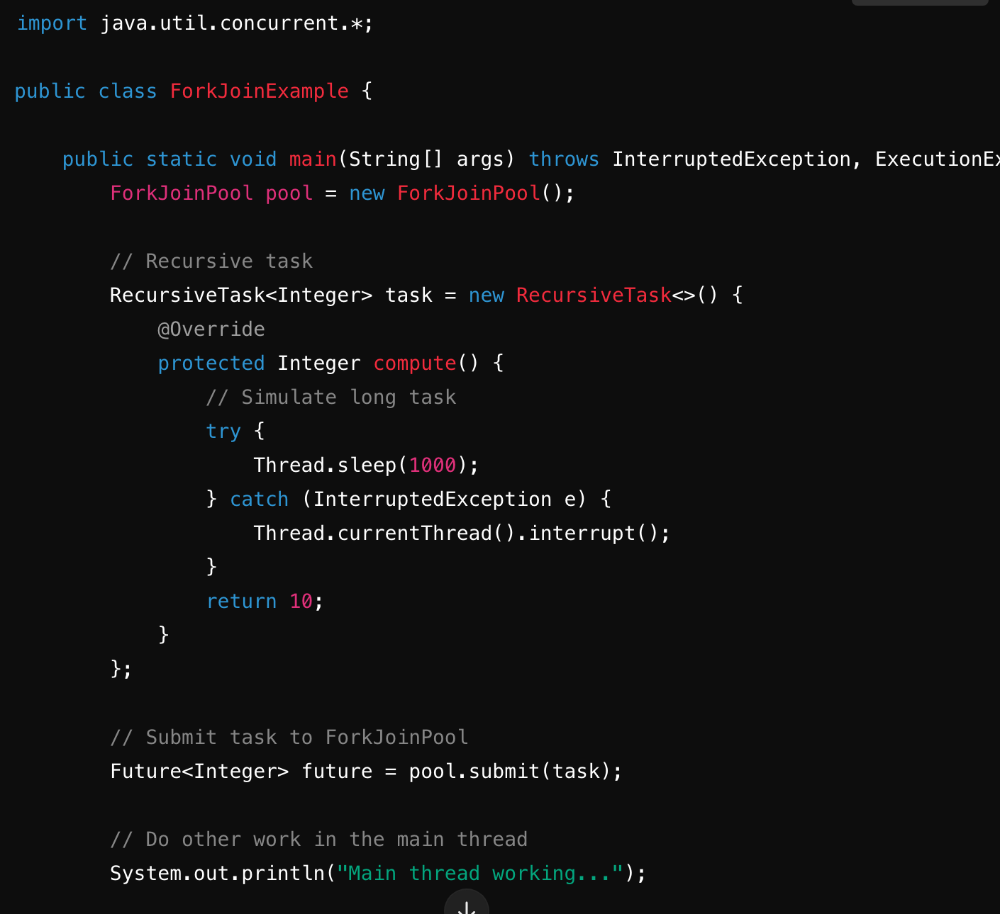 import java.util.concurrent.*;
public class ForkJoinExample {
public static void main(String[] args) throws InterruptedException, ExecutionEx
ForkJoinPool pool = new ForkJoinPool();
// Recursive task
RecursiveTask<Integer> task = new RecursiveTask<>() {
@Override
protected Integer compute() {
// Simulate long task
try {
Thread.sleep(1000);
} catch (InterruptedException e) {
Thread.currentThread().interrupt();
}
return 10;
}
};
// Submit task to ForkJoinPool
Future<Integer> future = pool.submit(task);
// Do other work in the main thread
System.out.println("Main thread working...");